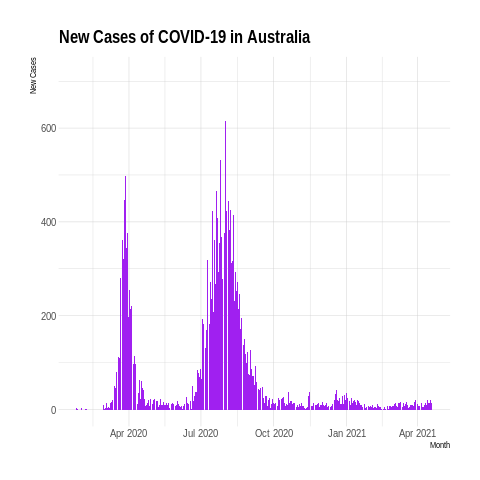 New Cases of COVID-19 in Australia
New Cases
600
400
200
0
Apr 2020 Jul 2020 Oct 2020 Jan 2021 Apr 2021
Month